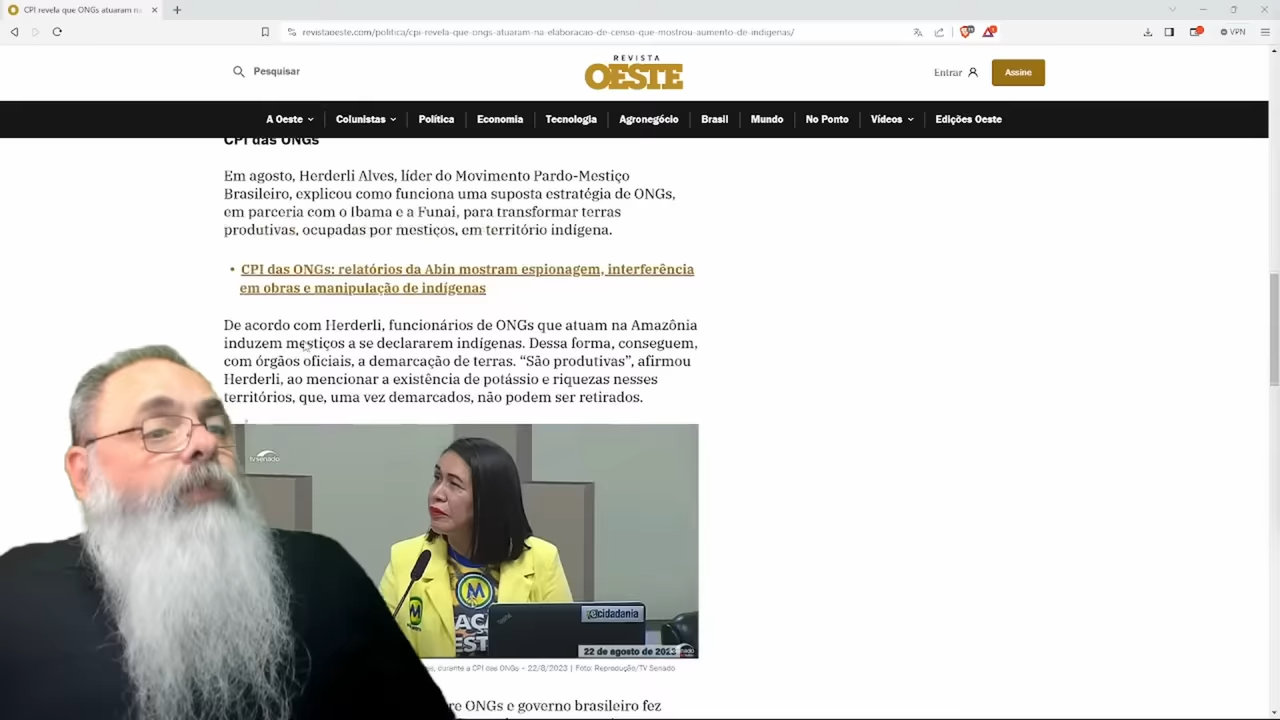 CPI revela que ONGs atuaram na
revistaoeste.com/politica/cpi-revela-que-ongs-atuaram-na-elaboracao-de-censo-que-mostrou-aumento-de-indigenas/
VPN
Pesquisar
REVISTA
OESTE
Entrar
Assine
A Oeste
Colunistas
Política
Economia
Tecnologia
Agronegócio
Brasil
Mundo
No Ponto
Vídeos
Edições Oeste
CPI das ONGs
Em agosto, Herderli Alves, líder do Movimento Pardo-Mestiço
Brasileiro, explicou como funciona uma suposta estratégia de ONGs,
em parceria com o Ibama e a Funai, para transformar terras
produtivas, ocupadas por mestiços, em território indígena.
• CPI das ONGs: relatórios da Abin mostram espionagem, interferência
em obras e manipulação de indígenas
De acordo com Herderli, funcionários de ONGs que atuam na Amazônia
induzem mestiços a se declararem indígenas. Dessa forma, conseguem,
com órgãos oficiais, a demarcação de terras. “São produtivas”, afirmou
Herderli, ao mencionar a existência de potássio e riquezas nesses
territórios, que, uma vez demarcados, não podem ser retirados.
tvsenado
M
M
ecidadania
22 de agosto de 2023
durante a CPI das ONGs – 22/8/2023 | Foto: Reprodução/TV Senado
re ONGs e governo brasileiro fez